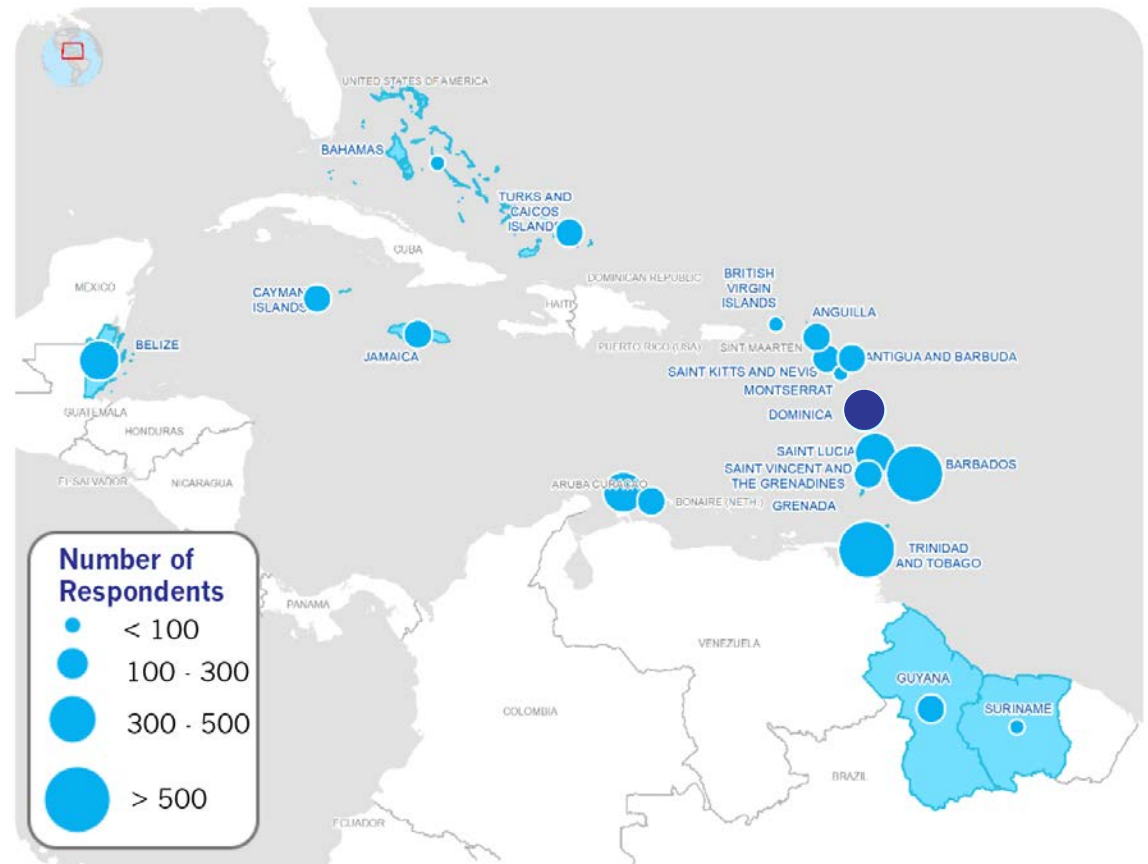 UNITED STATES OF AMERICA
BAHAMAS
TURKS AND
CAICOS
ISLANDS
CUBA
MEXICO
DOMINICAN REPUBLIC
BRITISH
VIRGIN
ISLANDS
CAYMAN
ISLANDS
HAITI
ANGUILLA
BELIZE
JAMAICA
PUERTO RICO (USA)
SINT MAARTEN
ANTIGUA AND BARBUDA
SAINT KITTS AND NEVIS
MONTSERRAT
GUATEMALA
DOMINICA
HONDURAS
SAINT LUCIA
BARBADOS
SAINT VINCENT AND
THE GRENADINES
EL SALVADOR
NICARAGUA
ARUBA
CURACAO
BONAIRE (NETH.)
GRENADA
TRINIDAD
AND TOBAGO
Number of
Respondents
< 100
100 - 300
300 - 500
> 500
PANAMA
VENEZUELA
GUYANA
SURINAME
COLOMBIA
BRAZIL
ECUADOR